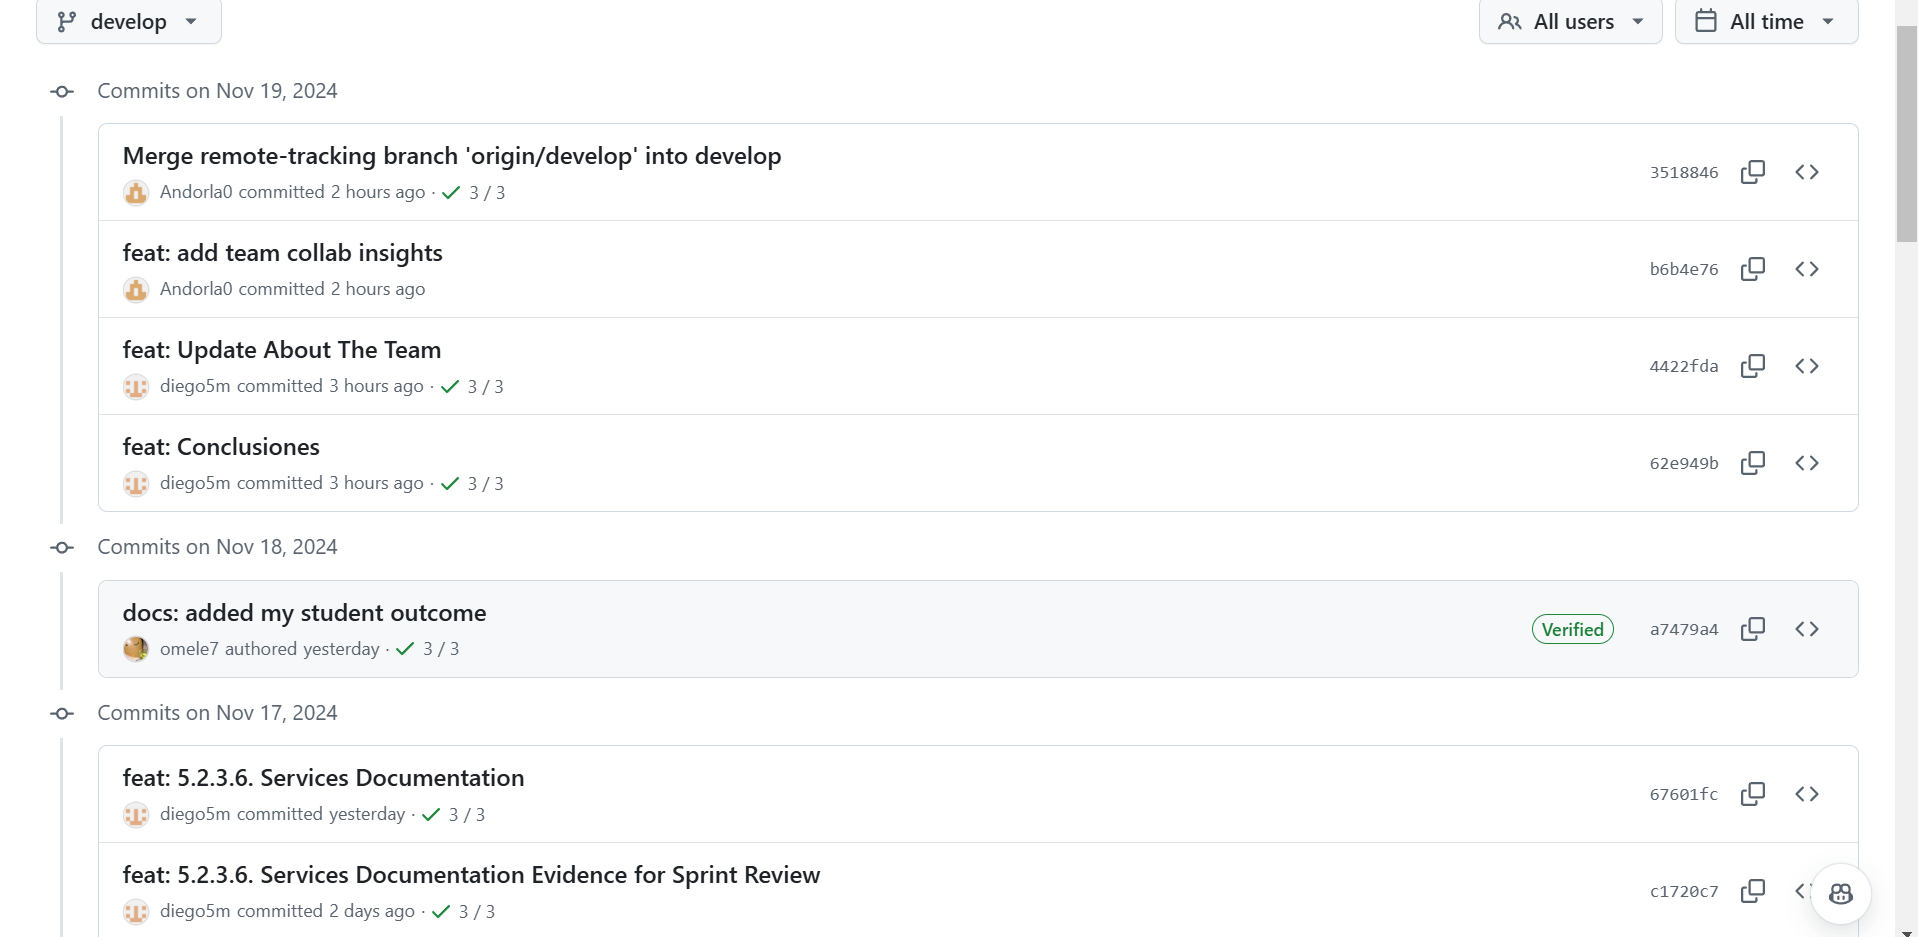 develop
All users
All time
Commits on Nov 19, 2024
Merge remote-tracking branch 'origin/develop' into develop
Andorla0 committed 2 hours ago · 3 / 3
3518846
feat: add team collab insights
Andorla0 committed 2 hours ago
b6b4e76
feat: Update About The Team
diego5m committed 3 hours ago · 3 / 3
4422fda
feat: Conclusiones
diego5m committed 3 hours ago · 3 / 3
62e949b
Commits on Nov 18, 2024
docs: added my student outcome
omele7 authored yesterday · 3 / 3
Verified
a7479a4
Commits on Nov 17, 2024
feat: 5.2.3.6. Services Documentation
diego5m committed yesterday · 3 / 3
67601fc
feat: 5.2.3.6. Services Documentation Evidence for Sprint Review
diego5m committed 2 days ago · 3 / 3
c1720c7